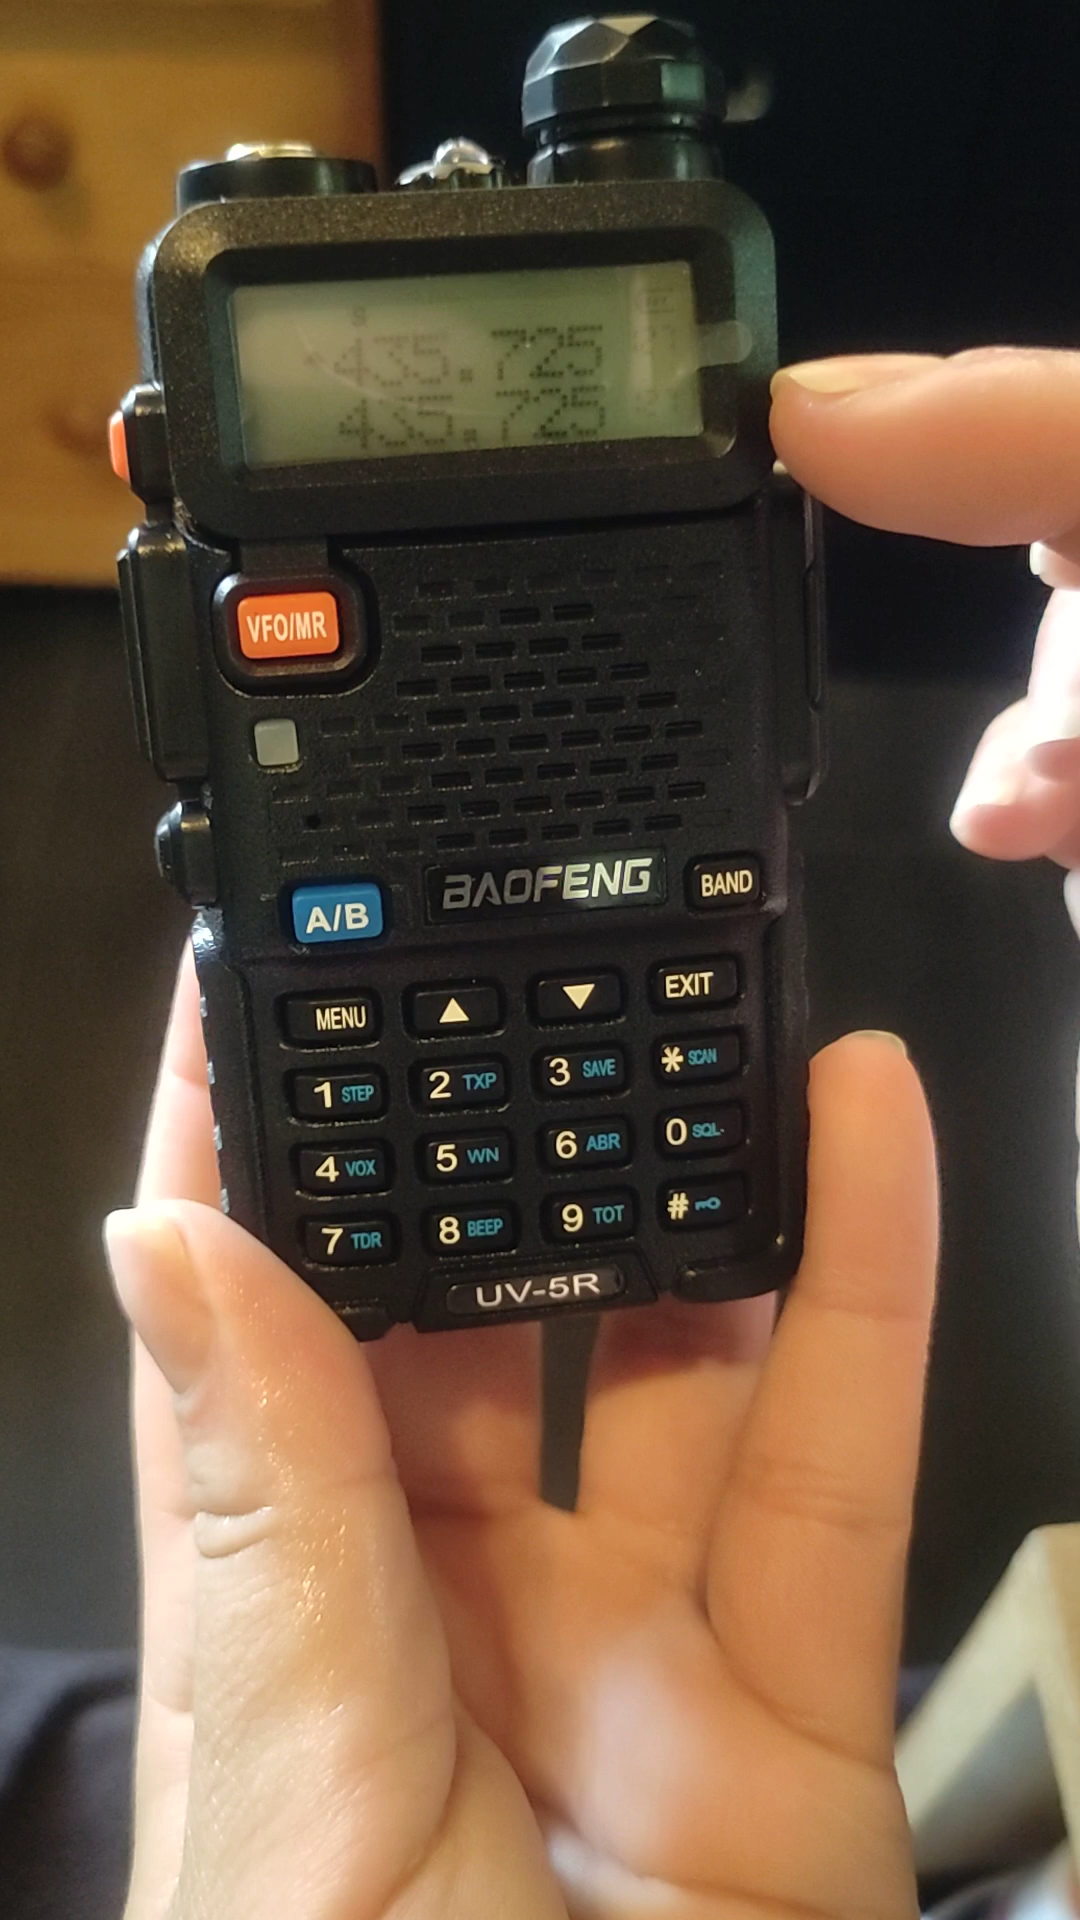 S
435.725
435.725
VFO/MR
A/B
BAOFENG
BAND
MENU ▲ ▼ EXIT
1 STEP 2 TXP 3 SAVE * SCAN
4 VOX 5 WN 6 ABR 0 SQL
7 TDR 8 BEEP 9 TOT #
UV-5R